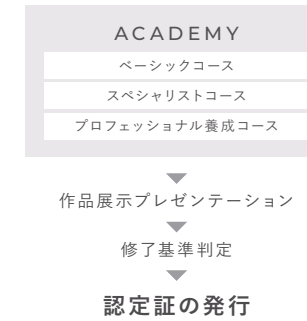 ACADEMY
ベーシックコース
スペシャリストコース
プロフェッショナル養成コース
作品展示プレゼンテーション
修了基準判定
認定証の発行